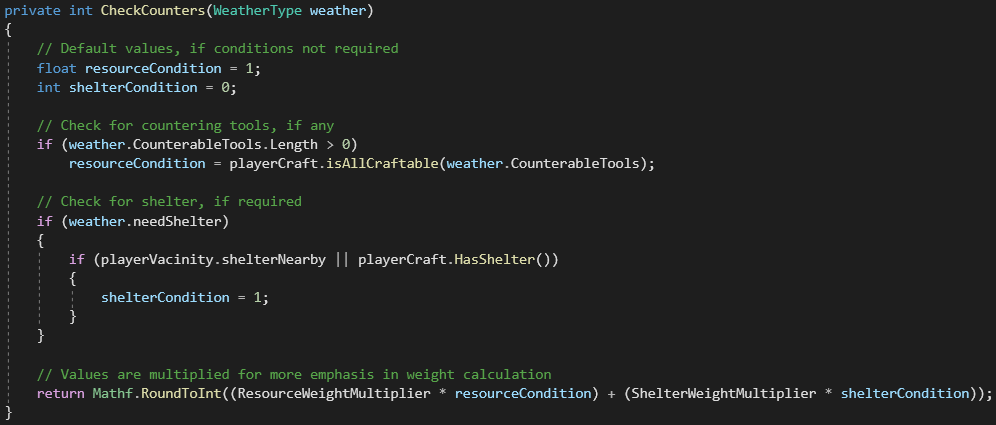 private int CheckCounters(WeatherType weather)
{
    // Default values, if conditions not required
    float resourceCondition = 1;
    int shelterCondition = 0;

    // Check for countering tools, if any
    if (weather.CounterableTools.Length > 0)
        resourceCondition = playerCraft.isAllCraftable(weather.CounterableTools);

    // Check for shelter, if required
    if (weather.needShelter)
    {
        if (playerVacinity.shelterNearby || playerCraft.HasShelter())
        {
            shelterCondition = 1;
        }
    }

    // Values are multiplied for more emphasis in weight calculation
    return Mathf.RoundToInt((ResourceWeightMultiplier * resourceCondition) + (ShelterWeightMultiplier * shelterCondition));
}